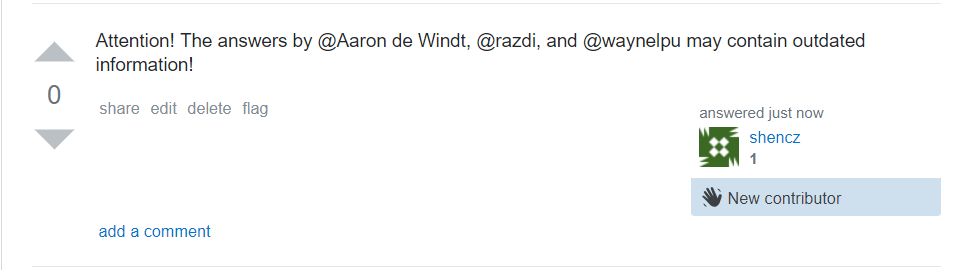 Attention! The answers by @Aaron de Windt, @razdi, and @waynelpu may contain outdated
information!
0
share edit delete flag
answered just now
shencz
1
New contributor
add a comment